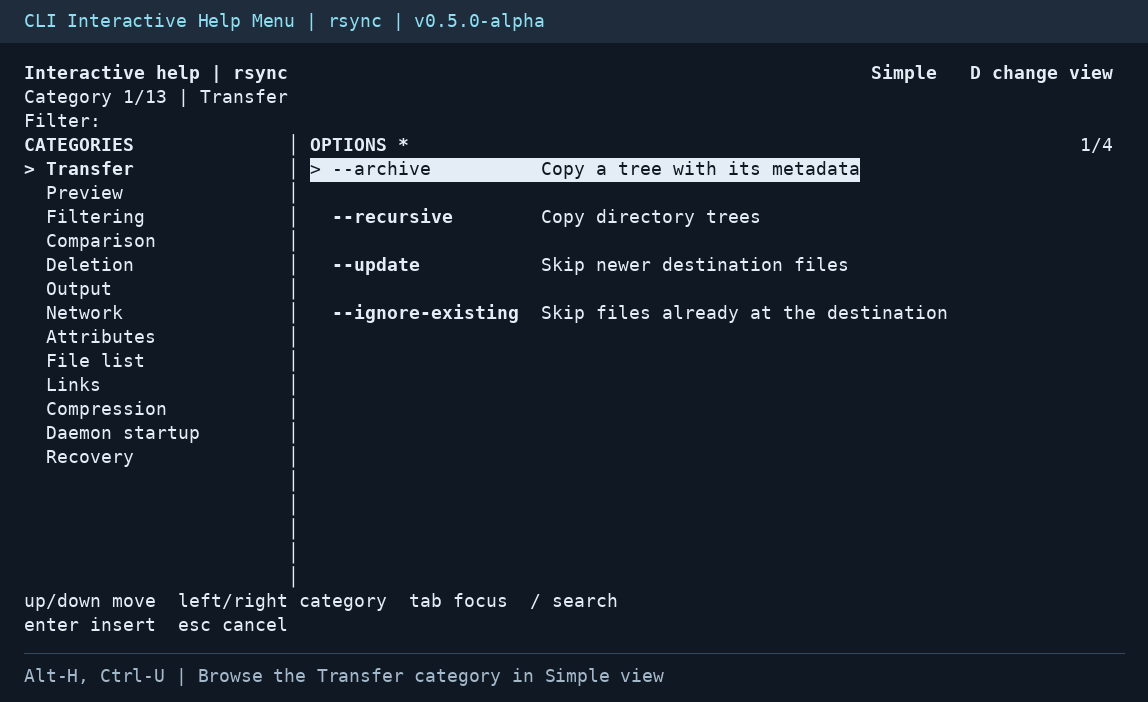 CLI Interactive Help Menu | rsync | v0.5.0-alpha
Interactive help | rsync Simple D change view
Category 1/13 | Transfer
Filter:
CATEGORIES | OPTIONS * 1/4
> Transfer | > --archive Copy a tree with its metadata
Preview |
Filtering | --recursive Copy directory trees
Comparison |
Deletion | --update Skip newer destination files
Output |
Network | --ignore-existing Skip files already at the destination
Attributes |
File list |
Links |
Compression |
Daemon startup |
Recovery |
|
|
|
|
|
up/down move left/right category tab focus / search
enter insert esc cancel
Alt-H, Ctrl-U | Browse the Transfer category in Simple view